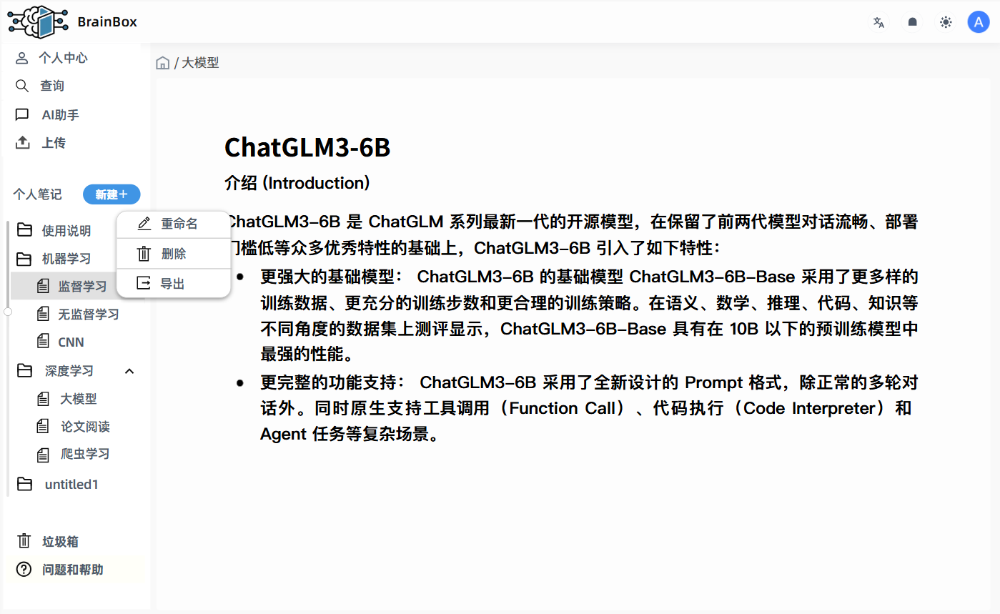 BrainBox
A
个人中心
查询
AI助手
上传
个人笔记
新建+
使用说明
机器学习
监督学习
无监督学习
CNN
深度学习
大模型
论文阅读
爬虫学习
untitled1
垃圾箱
问题和帮助
重命名
删除
导出
/ 大模型
ChatGLM3-6B
介绍 (Introduction)
ChatGLM3-6B 是 ChatGLM 系列最新一代的开源模型，在保留了前两代模型对话流畅、部署
门槛低等众多优秀特性的基础上，ChatGLM3-6B 引入了如下特性：
● 更强大的基础模型： ChatGLM3-6B 的基础模型 ChatGLM3-6B-Base 采用了更多样的
训练数据、更充分的训练步数和更合理的训练策略。在语义、数学、推理、代码、知识等
不同角度的数据集上测评显示，ChatGLM3-6B-Base 具有在 10B 以下的预训练模型中
最强的性能。
● 更完整的功能支持： ChatGLM3-6B 采用了全新设计的 Prompt 格式，除正常的多轮对
话外。同时原生支持工具调用（Function Call）、代码执行（Code Interpreter）和
Agent 任务等复杂场景。